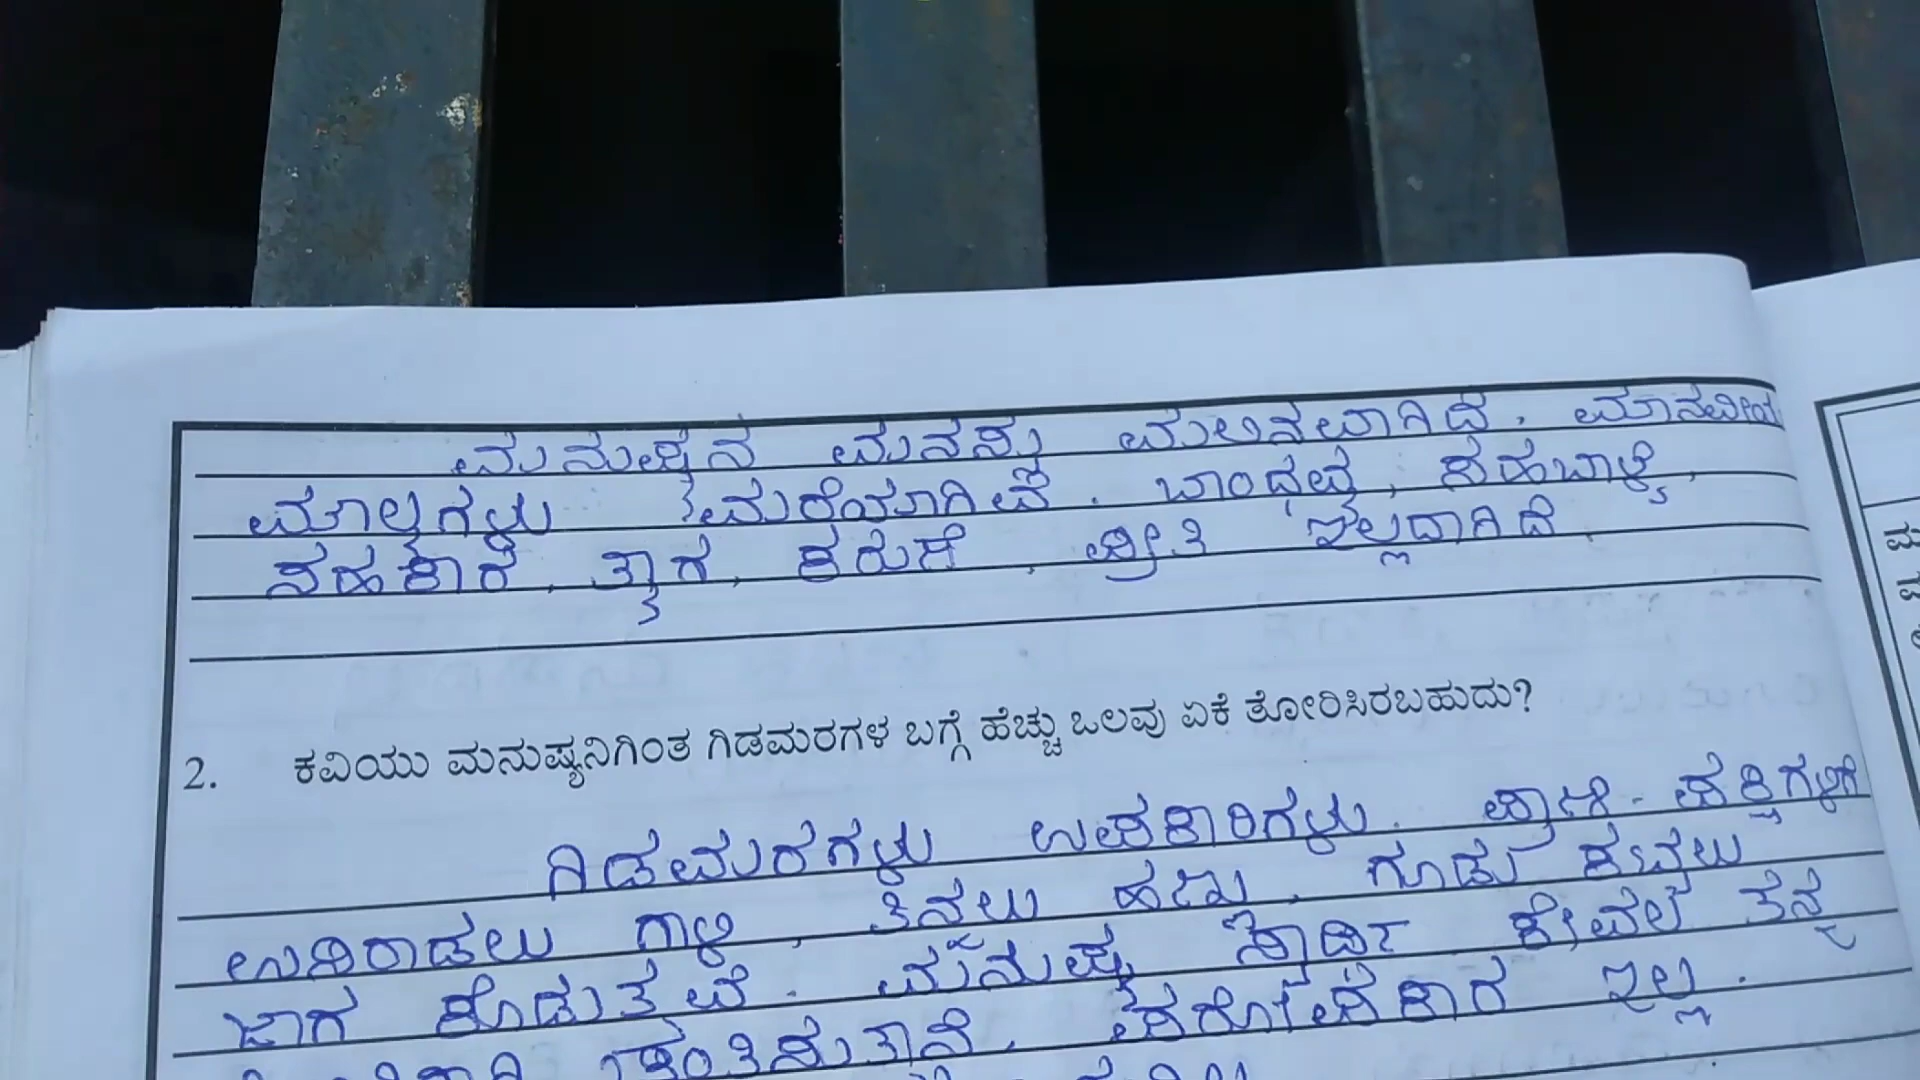 ಮನುಷ್ಯನ ಮನಸ್ಸು ಮಲಿನವಾಗಿದೆ. ಮಾನವೀಯ
ಮೌಲ್ಯಗಳು ಕಣ್ಮರೆಯಾಗಿವೆ. ಬಾಂಧವ್ಯ, ಸಹಬಾಳ್ವೆ,
ಸಹಕಾರ, ತ್ಯಾಗ, ಕರುಣೆ, ಪ್ರೀತಿ ಇಲ್ಲದಾಗಿದೆ.
2. ಕವಿಯು ಮನುಷ್ಯನಿಗಿಂತ ಗಿಡಮರಗಳ ಬಗ್ಗೆ ಹೆಚ್ಚು ಒಲವು ಏಕೆ ತೋರಿಸಿರಬಹುದು?
ಗಿಡಮರಗಳು ಉಪಕಾರಿಗಳು. ಪ್ರಾಣಿ-ಪಕ್ಷಿಗಳಿಗೆ
ಉಸಿರಾಡಲು ಗಾಳಿ, ತಿನ್ನಲು ಹಣ್ಣು, ಗೂಡು ಕಟ್ಟಲು
ಜಾಗ ಕೊಡುತ್ತವೆ. ಮನುಷ್ಯ ಸ್ವಾರ್ಥಿ ಕೇವಲ ತನ್ನ
ಚಿಂತಿಸುತ್ತಾನೆ. ಪರೋಪಕಾರ ಇಲ್ಲ.